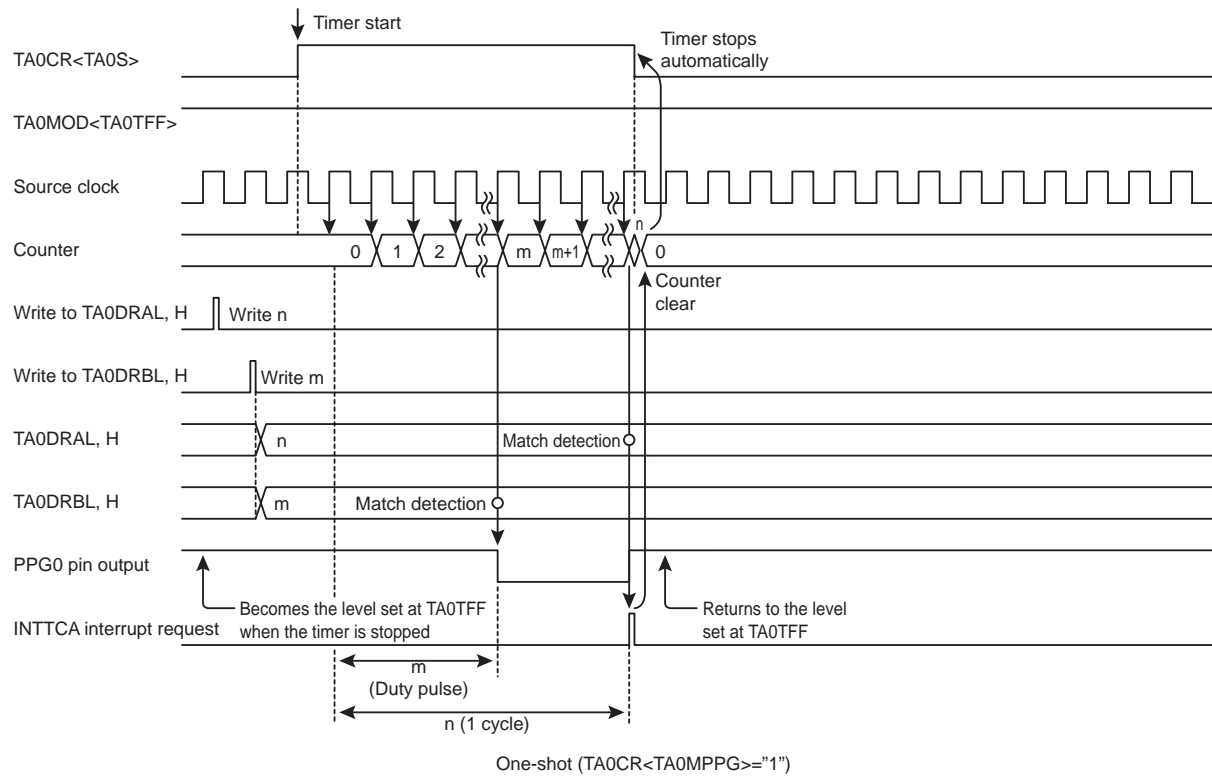 Timer start
TA0CR<TA0S>
Timer stops
automatically
TA0MOD<TA0TFF>
Source clock
n
Counter
0 1 2 m m+1 0
Counter
clear
Write to TA0DRAL, H
Write n
Write to TA0DRBL, H
Write m
TA0DRAL, H
n
Match detection
TA0DRBL, H
m
Match detection
PPG0 pin output
Becomes the level set at TA0TFF
when the timer is stopped
Returns to the level
set at TA0TFF
INTTCA interrupt request
m
(Duty pulse)
n (1 cycle)
One-shot (TA0CR<TA0MPPG>=”1”)